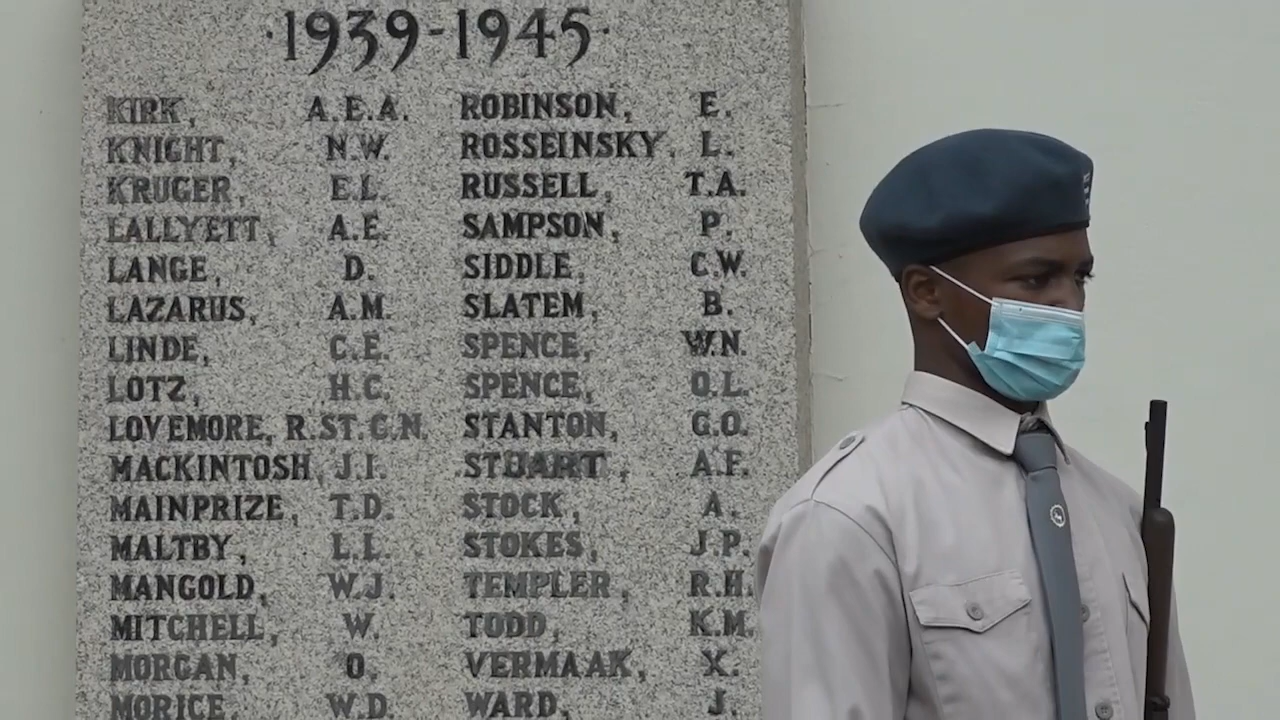 ·1939-1945·
KIRK, A.E.A. ROBINSON, E.
KNIGHT, N.W. ROSSEINSKY, L.
KRUGER, E.L. RUSSELL, T.A.
LALLYETT, A.E. SAMPSON, P.
LANGE, D. SIDDLE, C.W.
LAZARUS, A.M SLATEM, B.
LINDE, C.E. SPENCE, W.N.
LOTZ, H.C. SPENCE, O.L.
LOVEMORE, R.ST.C.N. STANTON, G.O.
MACKINTOSH, J.I. STUART, A.F.
MAINPRIZE, T.D. STOCK, A.
MALTBY, L.L. STOKES, J.P.
MANGOLD, W.J. TEMPLER, R.H.
MITCHELL, W. TODD, K.M.
MORGAN, O. VERMAAK, X.
MORICE, W.D. WARD, J.